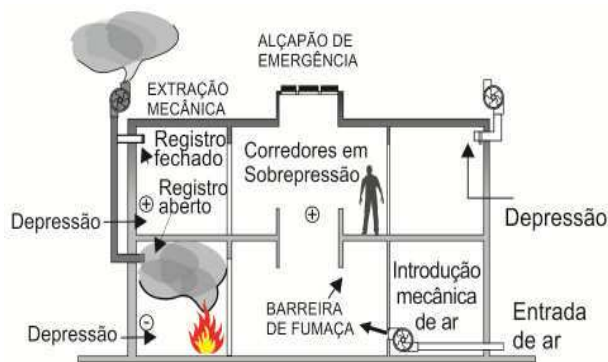 ALÇAPÃO DE
EMERGÊNCIA
EXTRAÇÃO
MECÂNICA
Registro
fechado
Corredores em
Sobrepressão
Registro
aberto
Depressão
+
+
Depressão
Introdução
mecânica
de ar
BARREIRA
DE FUMAÇA
Entrada
de ar
Depressão
-